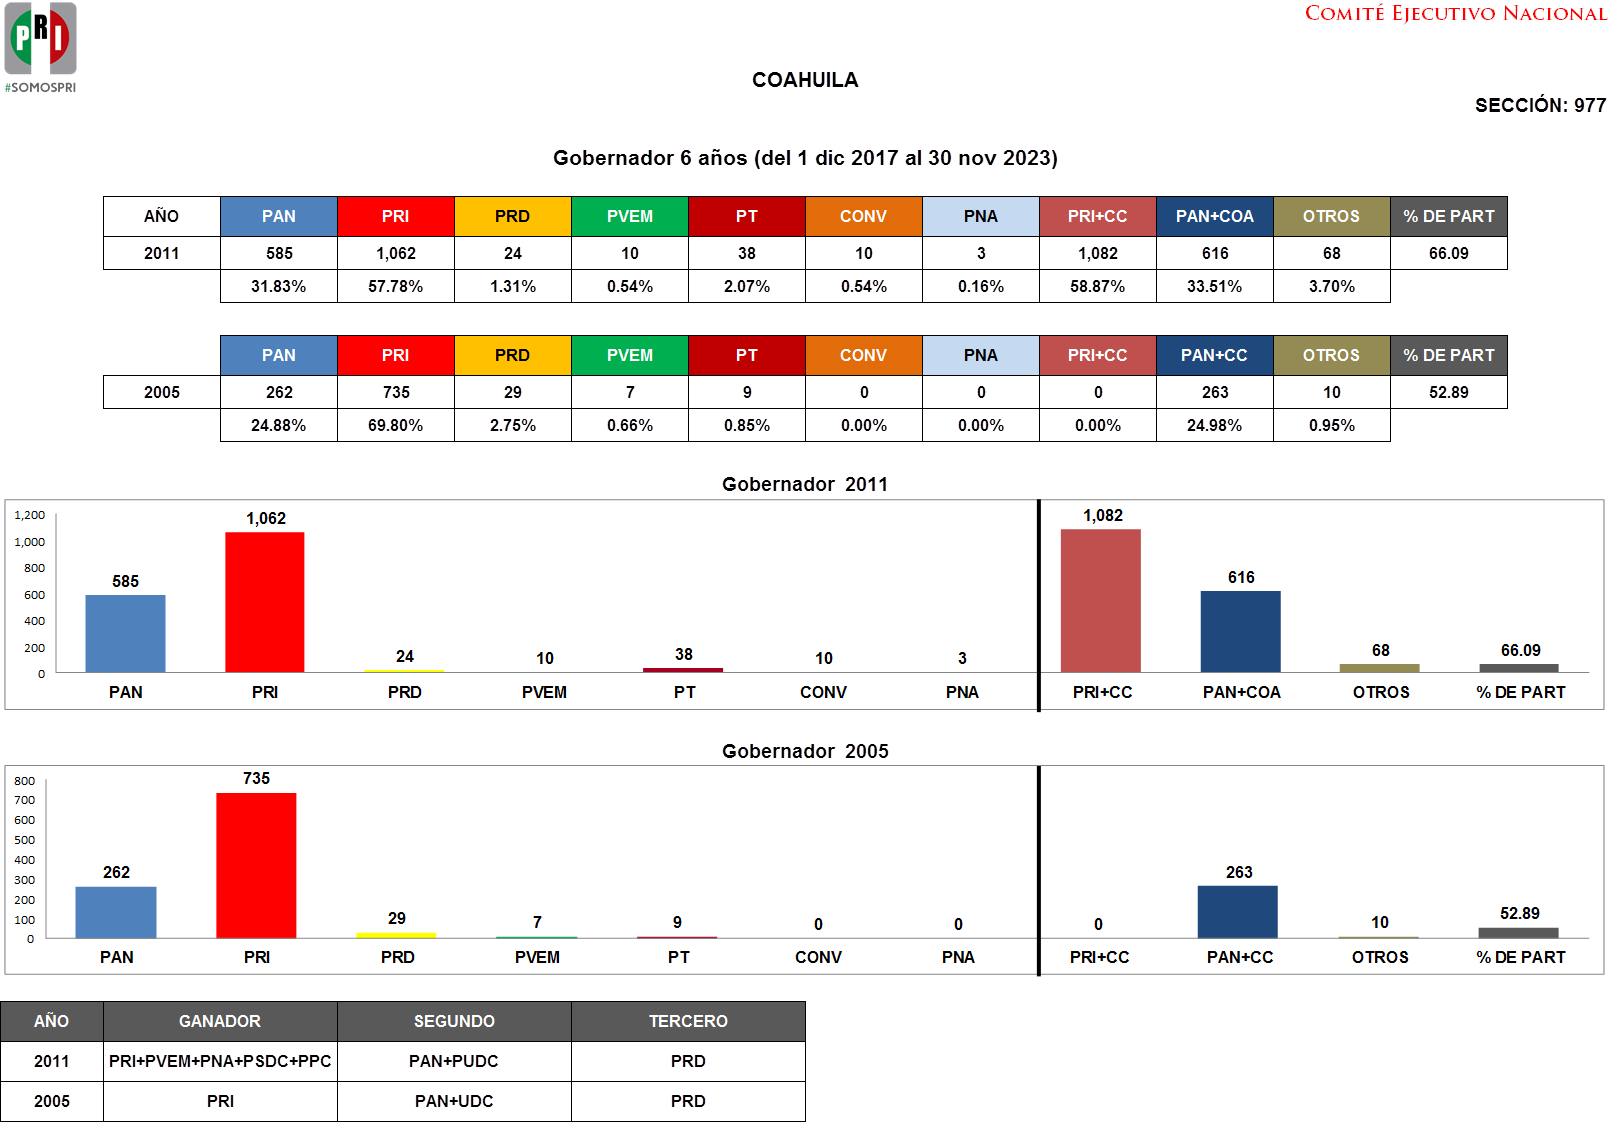 PRI
#SOMOSPRI
COMITÉ EJECUTIVO NACIONAL
COAHUILA
SECCIÓN: 977
Gobernador 6 años (del 1 dic 2017 al 30 nov 2023)
AÑO PAN PRI PRD PVEM PT CONV PNA PRI+CC PAN+COA OTROS % DE PART
2011 585 1,062 24 10 38 10 3 1,082 616 68 66.09
31.83% 57.78% 1.31% 0.54% 2.07% 0.54% 0.16% 58.87% 33.51% 3.70%
PAN PRI PRD PVEM PT CONV PNA PRI+CC PAN+CC OTROS % DE PART
2005 262 735 29 7 9 0 0 0 263 10 52.89
24.88% 69.80% 2.75% 0.66% 0.85% 0.00% 0.00% 0.00% 24.98% 0.95%
Gobernador 2011
1,200
1,000
800
600
400
200
0
585 1,062 24 10 38 10 3 1,082 616 68 66.09
PAN PRI PRD PVEM PT CONV PNA PRI+CC PAN+COA OTROS % DE PART
Gobernador 2005
800
700
600
500
400
300
200
100
0
262 735 29 7 9 0 0 0 263 10 52.89
PAN PRI PRD PVEM PT CONV PNA PRI+CC PAN+CC OTROS % DE PART
AÑO GANADOR SEGUNDO TERCERO
2011 PRI+PVEM+PNA+PSDC+PPC PAN+PUDC PRD
2005 PRI PAN+UDC PRD